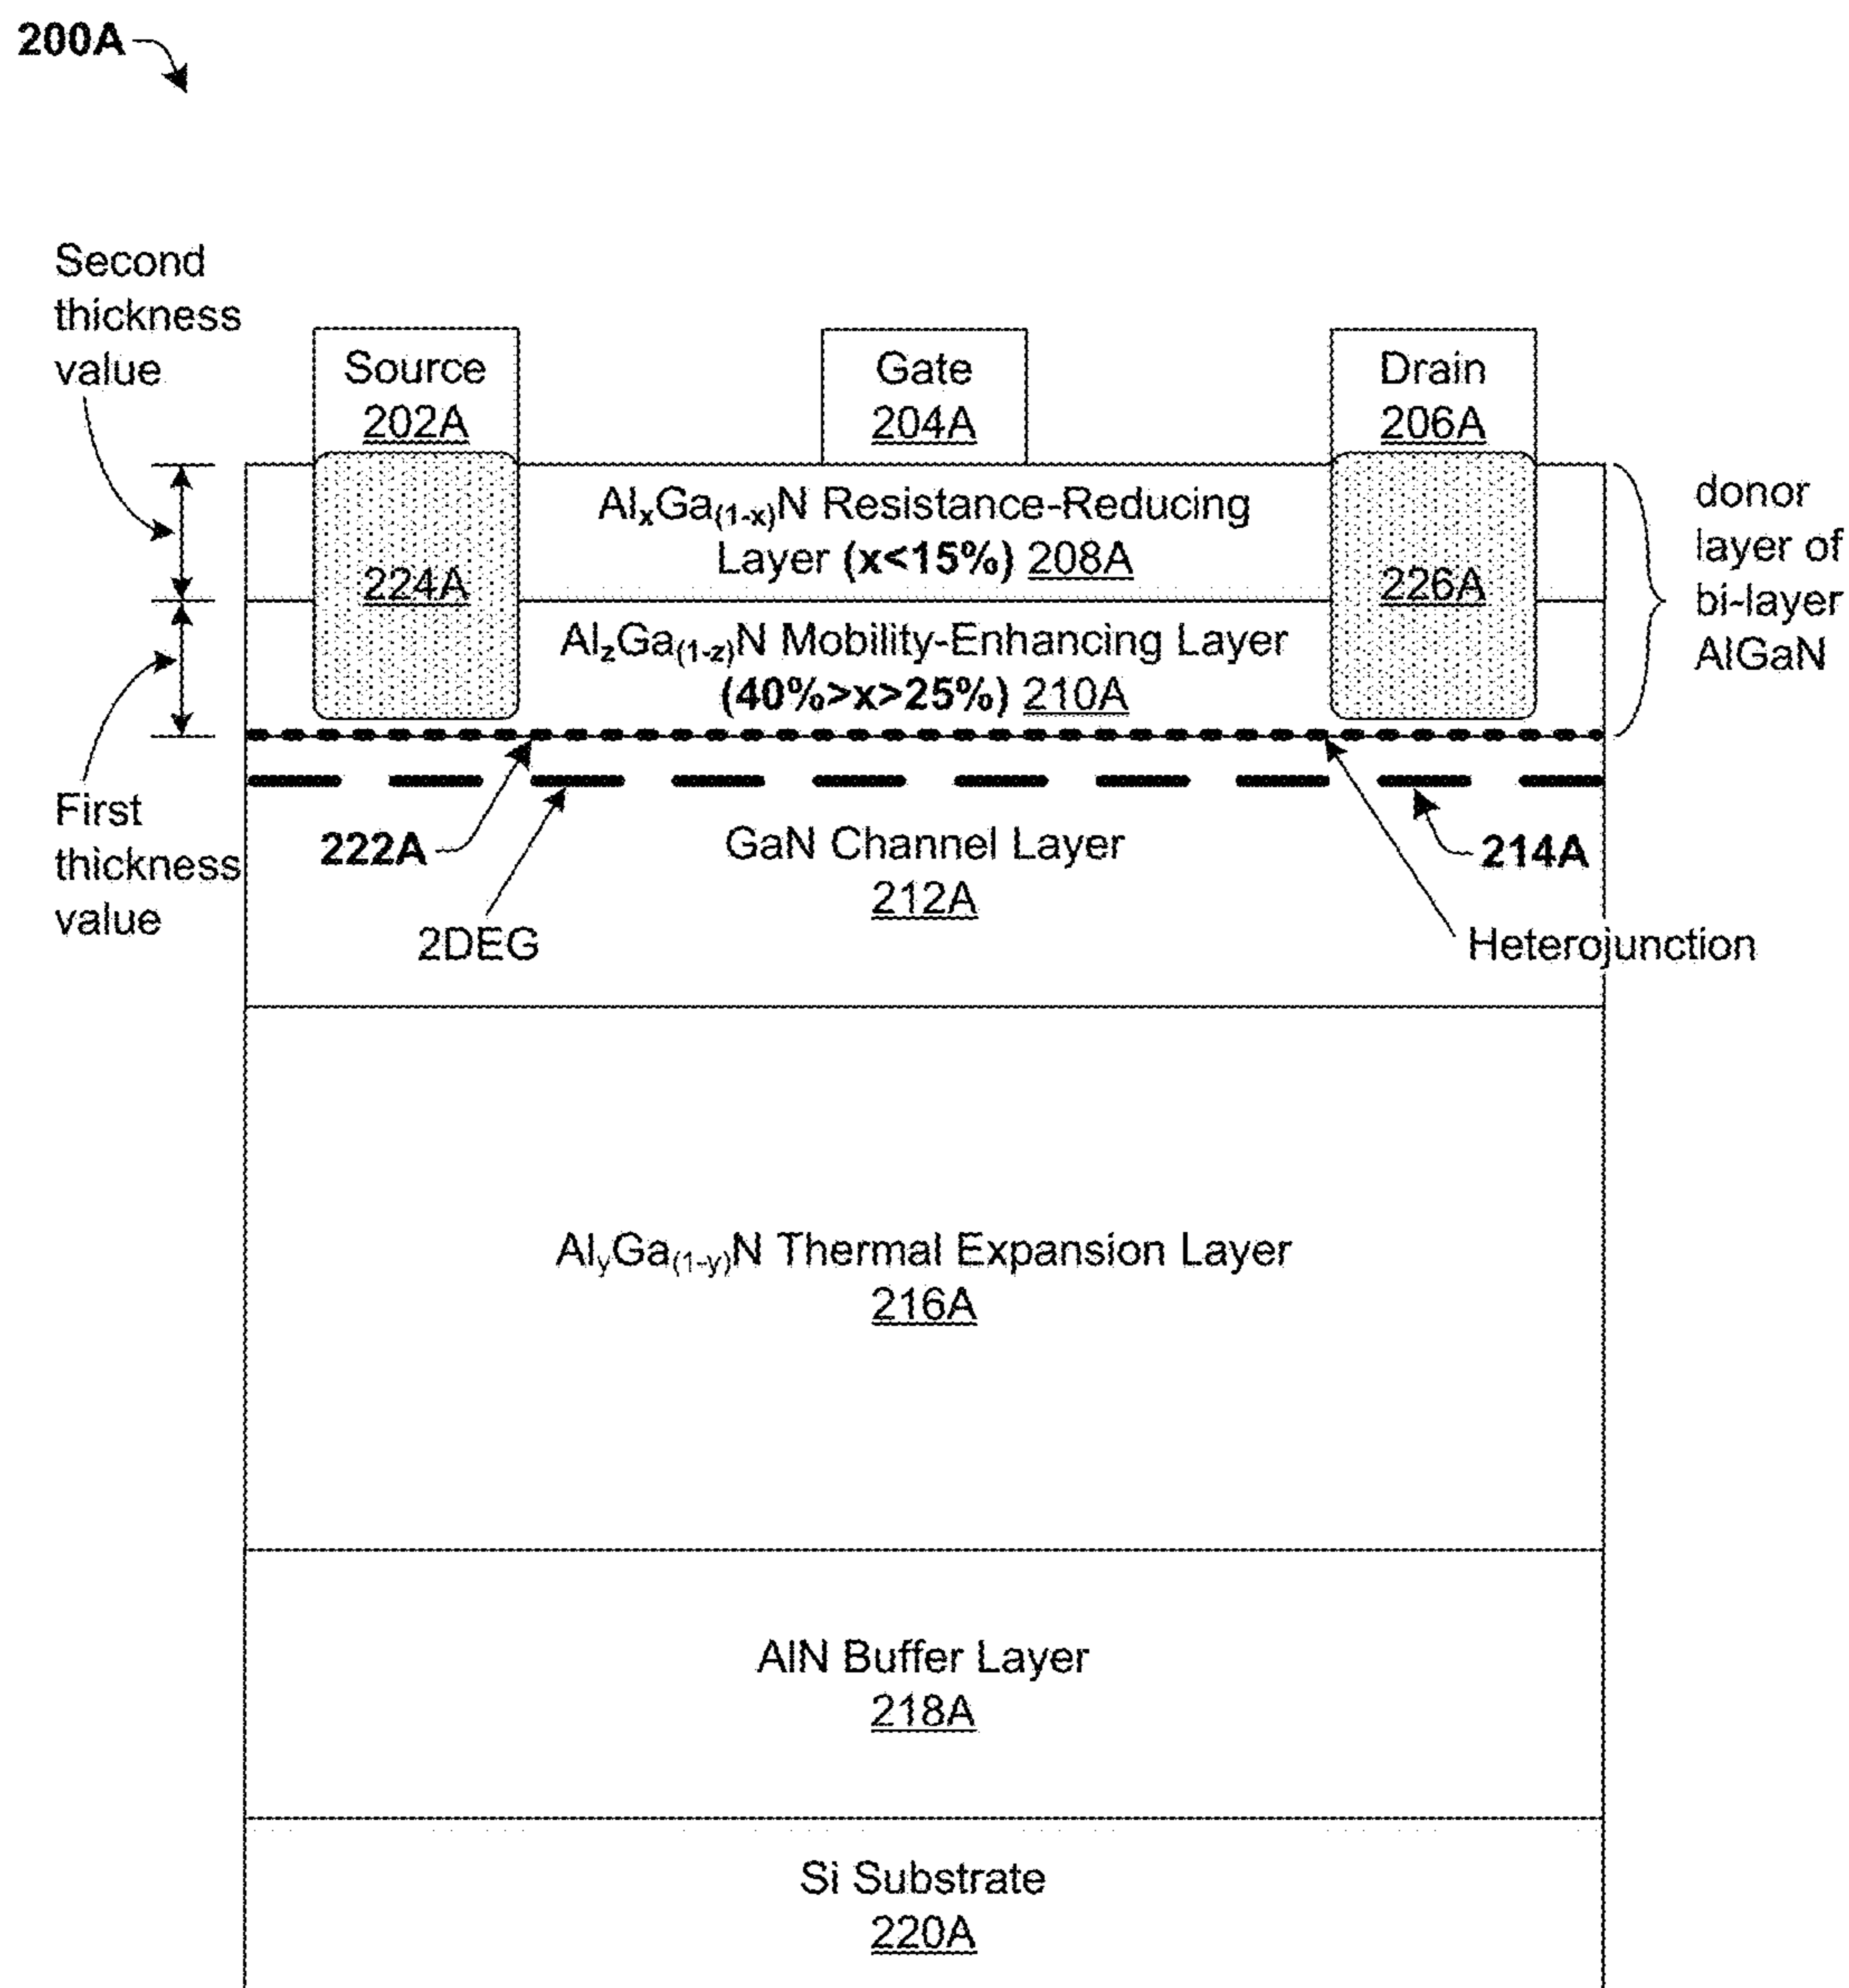 200A
Second
thickness
value
Source
202A
Gate
204A
Drain
206A
AlxGa(1-x)N Resistance-Reducing
Layer (x<15%) 208A
224A
226A
donor
layer of
bi-layer
AlGaN
AlzGa(1-z)N Mobility-Enhancing Layer
(40%>x>25%) 210A
First
thickness
value
222A
GaN Channel Layer
212A
214A
2DEG
Heterojunction
AlyGa(1-y)N Thermal Expansion Layer
216A
AlN Buffer Layer
218A
Si Substrate
220A